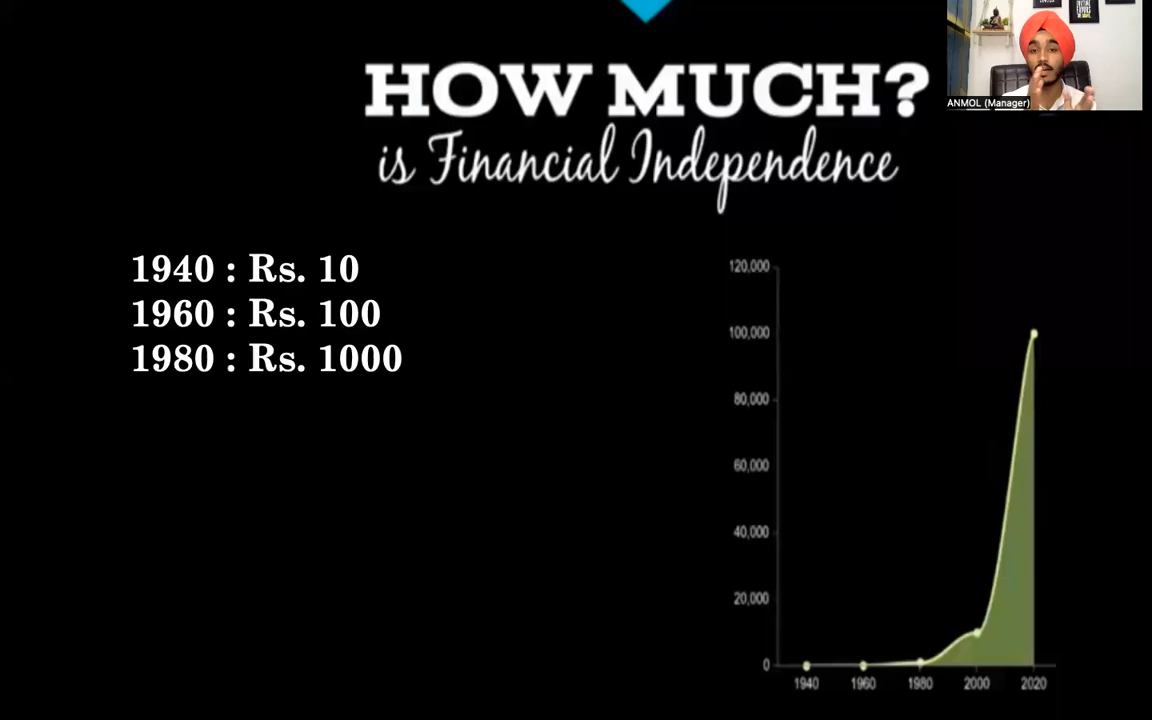 HOW MUCH?
is Financial Independence
ANMOL (Manager)
1940 : Rs. 10
1960 : Rs. 100
1980 : Rs. 1000
120,000
100,000
80,000
60,000
40,000
20,000
0
1940 1960 1980 2000 2020